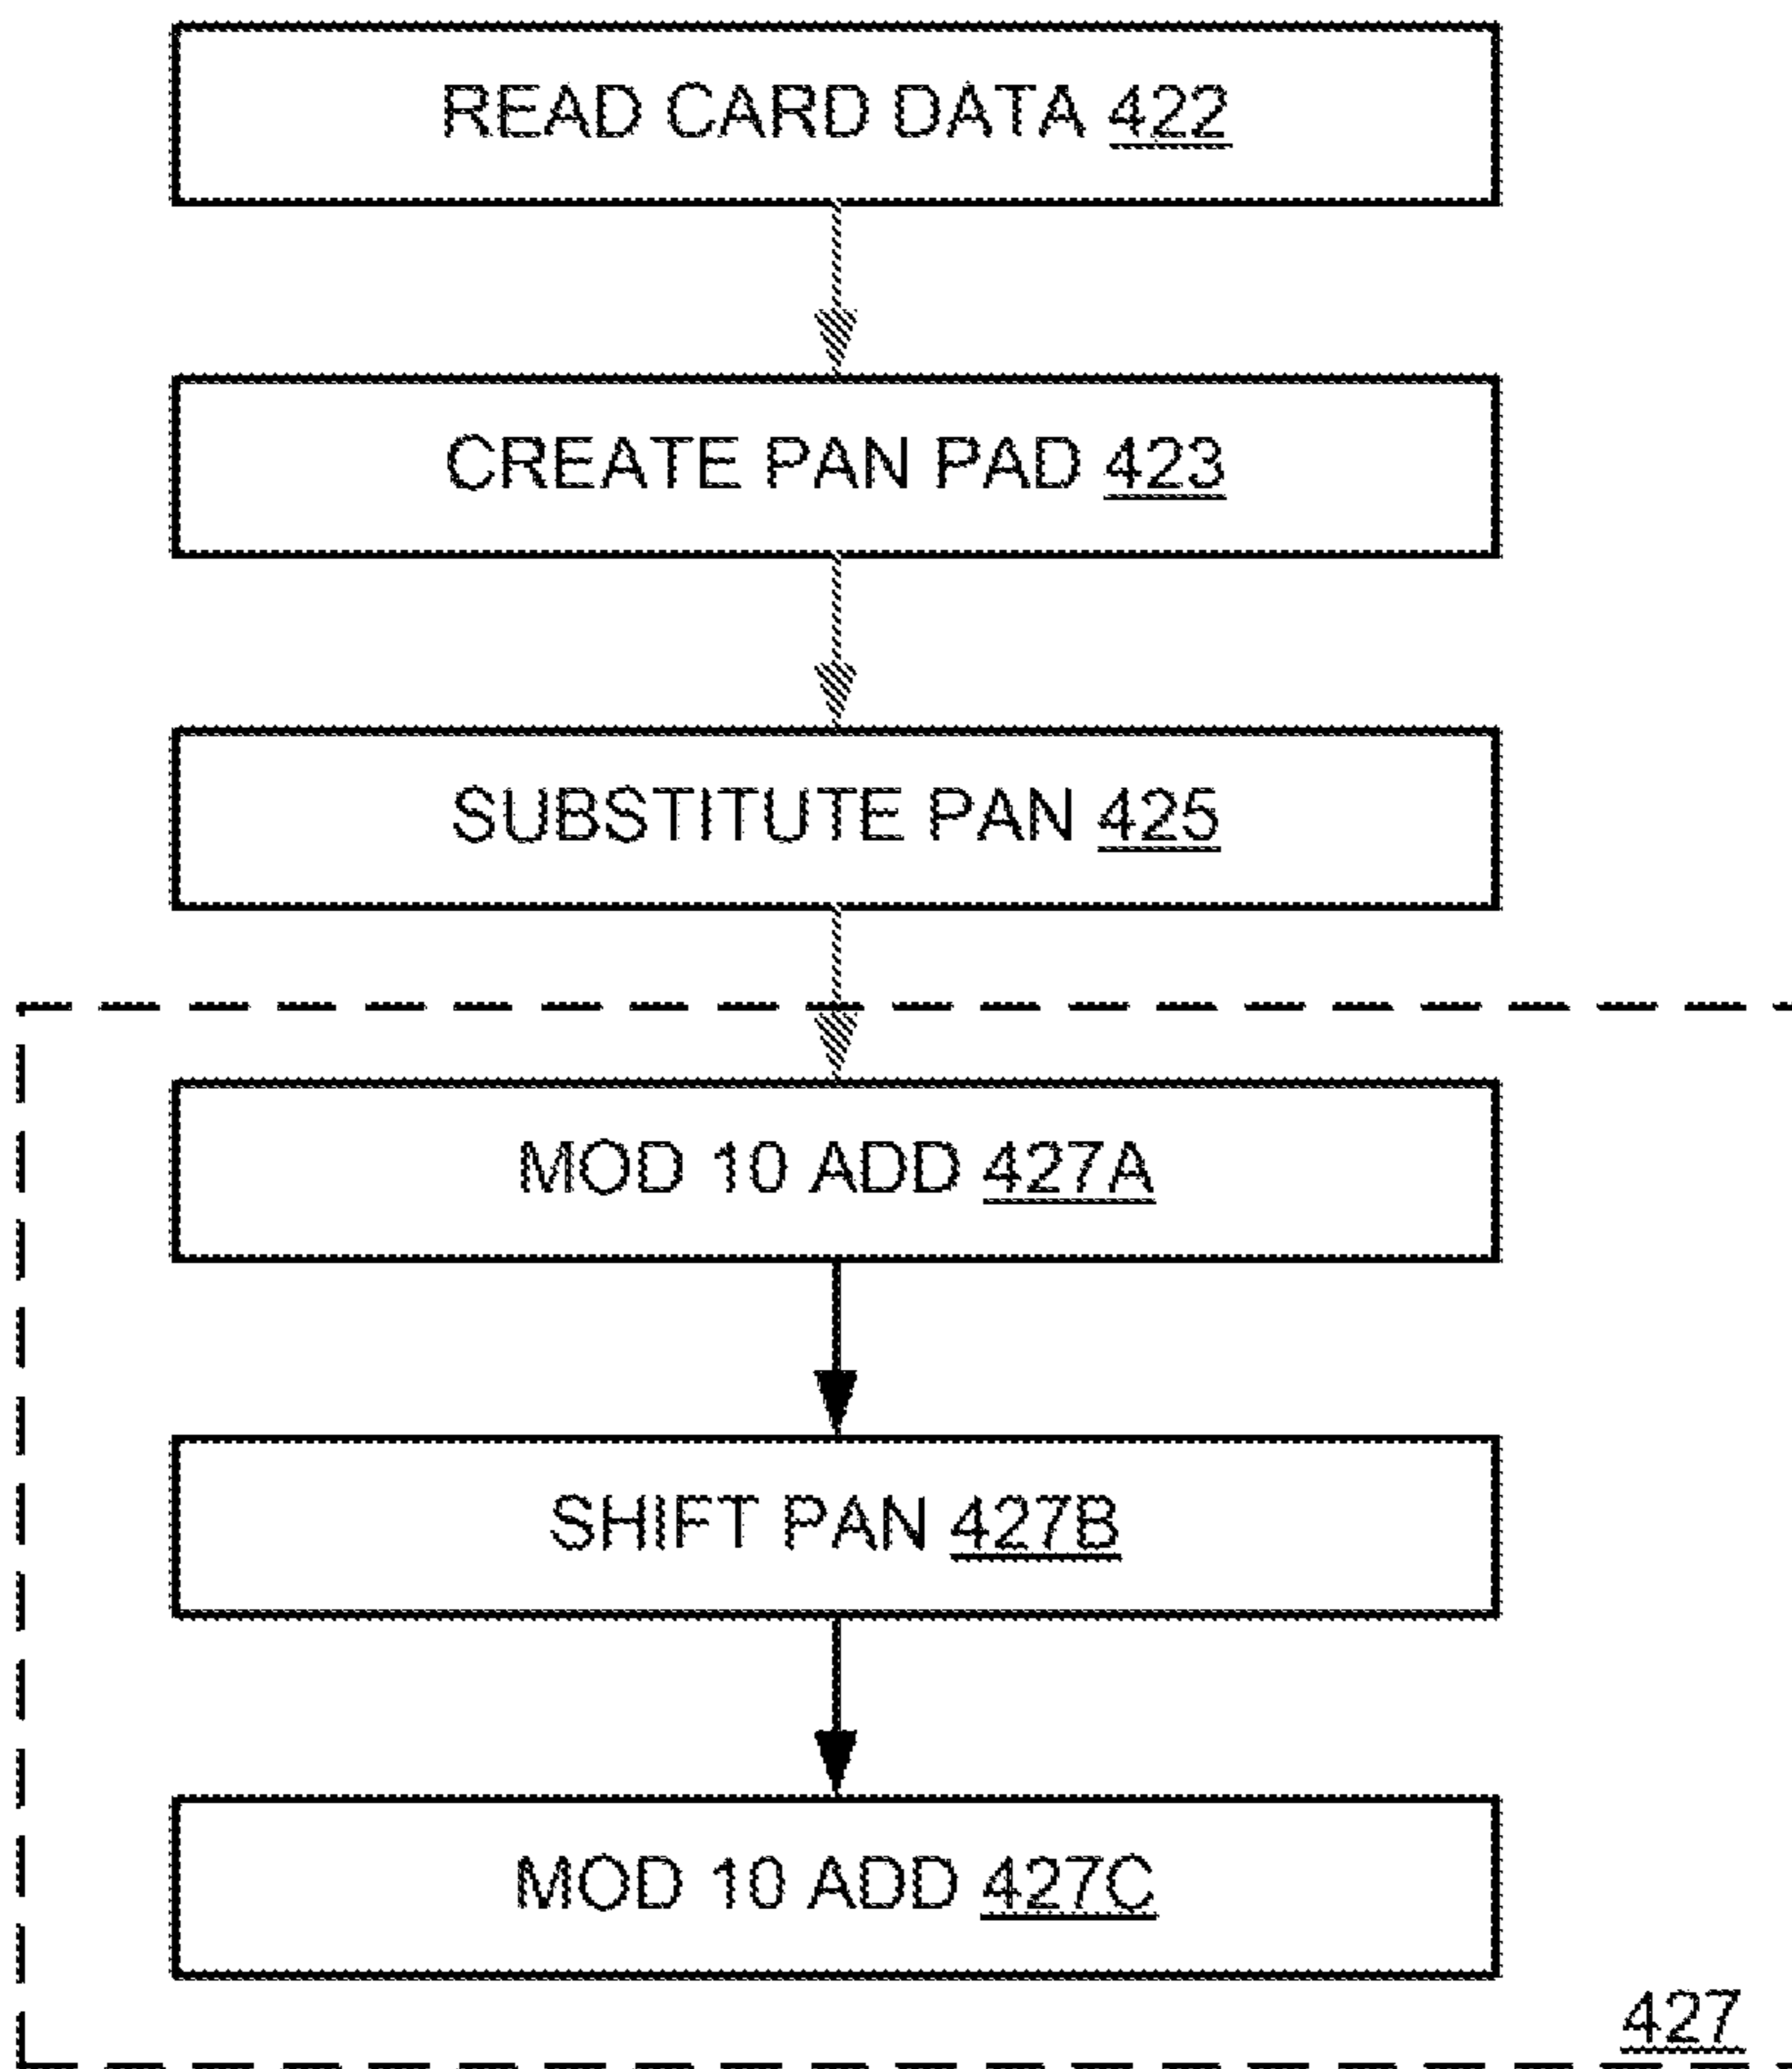 READ CARD DATA 422
CREATE PAN PAD 423
SUBSTITUTE PAN 425
MOD 10 ADD 427A
SHIFT PAN 427B
MOD 10 ADD 427C
427